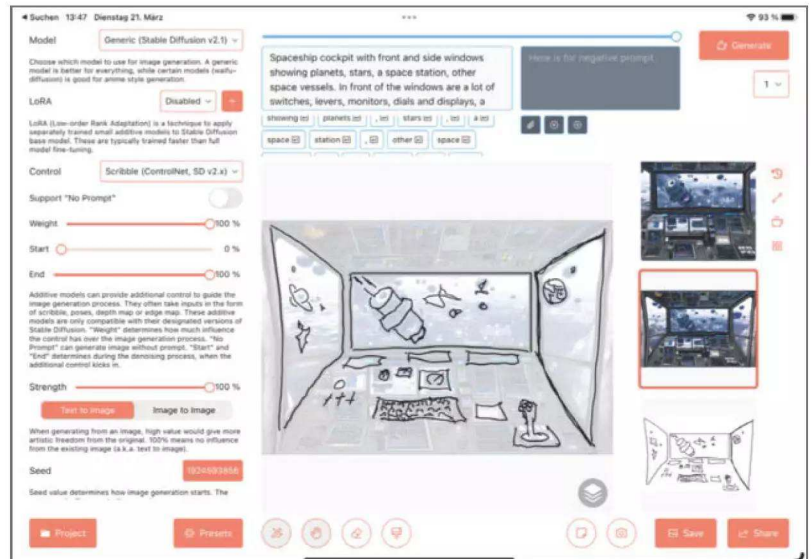 Suchen 13:47 Dienstag 21. März
93 %
Model
Generic (Stable Diffusion v2.1)
Choose which model to use for image generation. A generic
model is better for everything, while certain models (waifu-
diffusion) is good for anime style generation.
LoRA
Disabled
+
LoRA (Low-order Rank Adaptation) is a technique to apply
separately trained small additive models to Stable Diffusion
base model. These are typically trained faster than full
model fine-tuning.
Control
Scribble (ControlNet, SD v2.x)
Support "No Prompt"
Weight
100 %
Start
0 %
End
100 %
Additive models can provide additional control to guide the
image generation process. They often take inputs in the form
of scribble, poses, depth map or edge map. These additive
models are only compatible with their designated versions of
Stable Diffusion. "Weight" determines how much influence
the control has over the image generation process. "No
Prompt" can generate image without prompt. "Start" and
"End" determines during the denoising process, when the
additional control kicks in.
Strength
100 %
Text to Image
Image to Image
When generating from an image, high value would give more
artistic freedom from the original. 100% means no influence
from the existing image (a.k.a. text to image).
Seed
1924593856
Seed value determines how image generation starts. The
Project
Presets
Spaceship cockpit with front and side windows
showing planets, stars, a space station, other
space vessels. In front of the windows are a lot of
switches, levers, monitors, dials and displays, a
showing planets , stars , a
space station , other space
Here is for negative prompt.
Generate
1
Save
Share